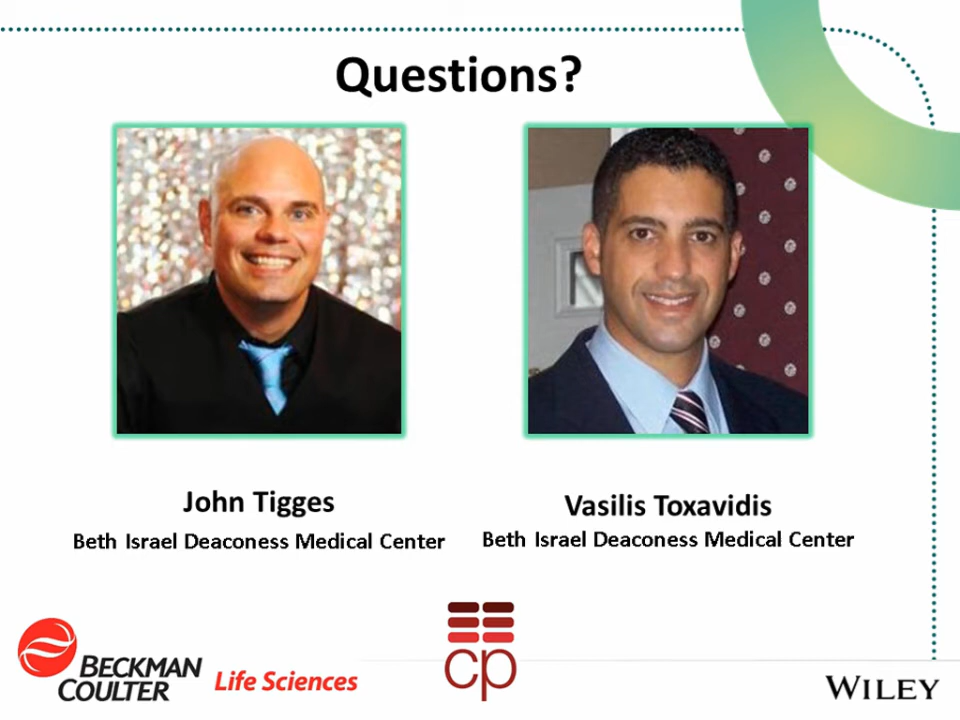 Questions?
John Tigges
Beth Israel Deaconess Medical Center
Vasilis Toxavidis
Beth Israel Deaconess Medical Center
BECKMAN
COULTER
Life Sciences
cp
WILEY